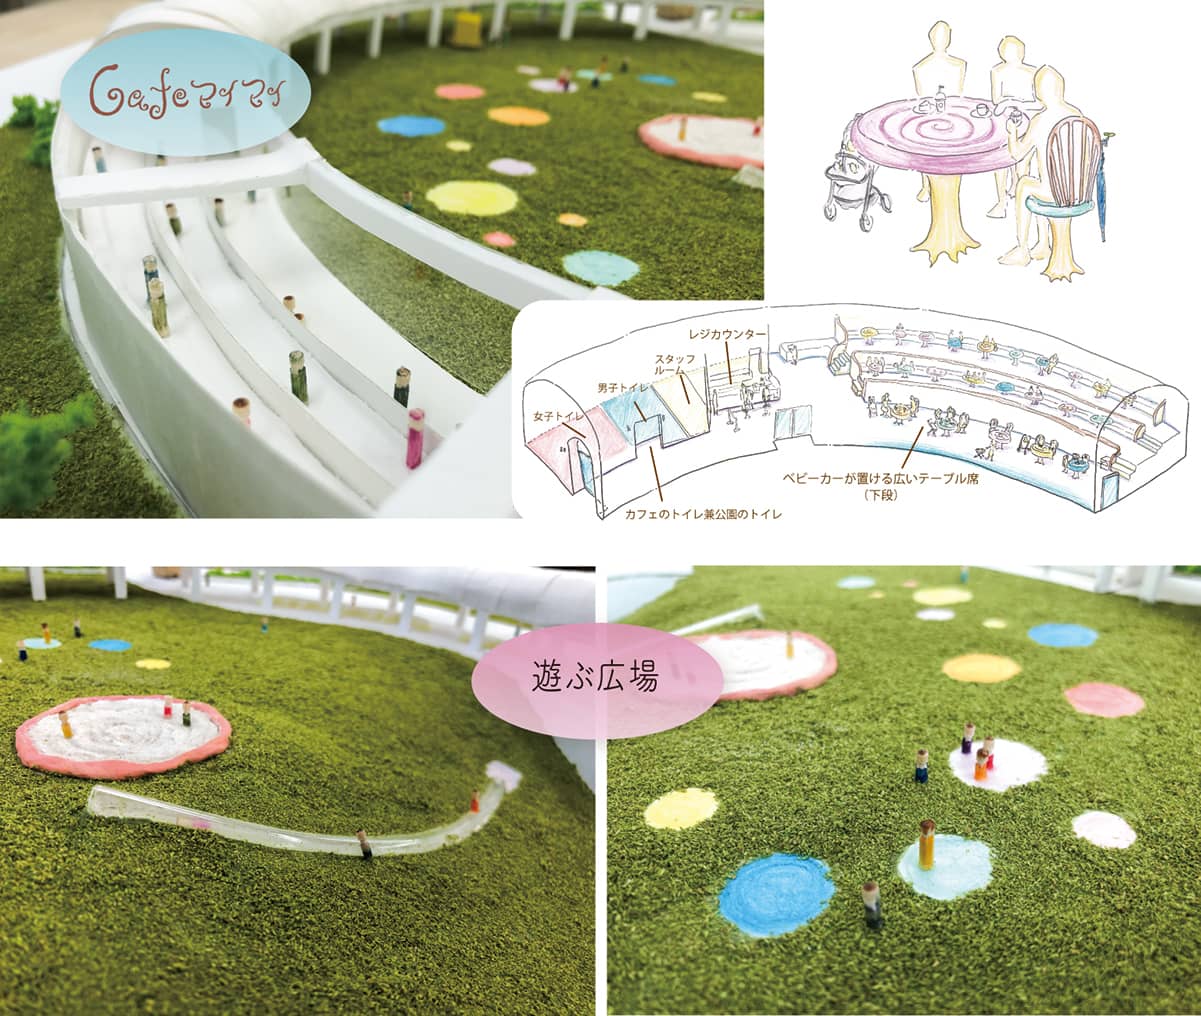 Cafeマイマイ
レジカウンター
スタッフ
ルーム
男子トイレ
女子トイレ
ベビーカーが置ける広いテーブル席
(下段)
カフェのトイレ兼公園のトイレ
遊ぶ広場